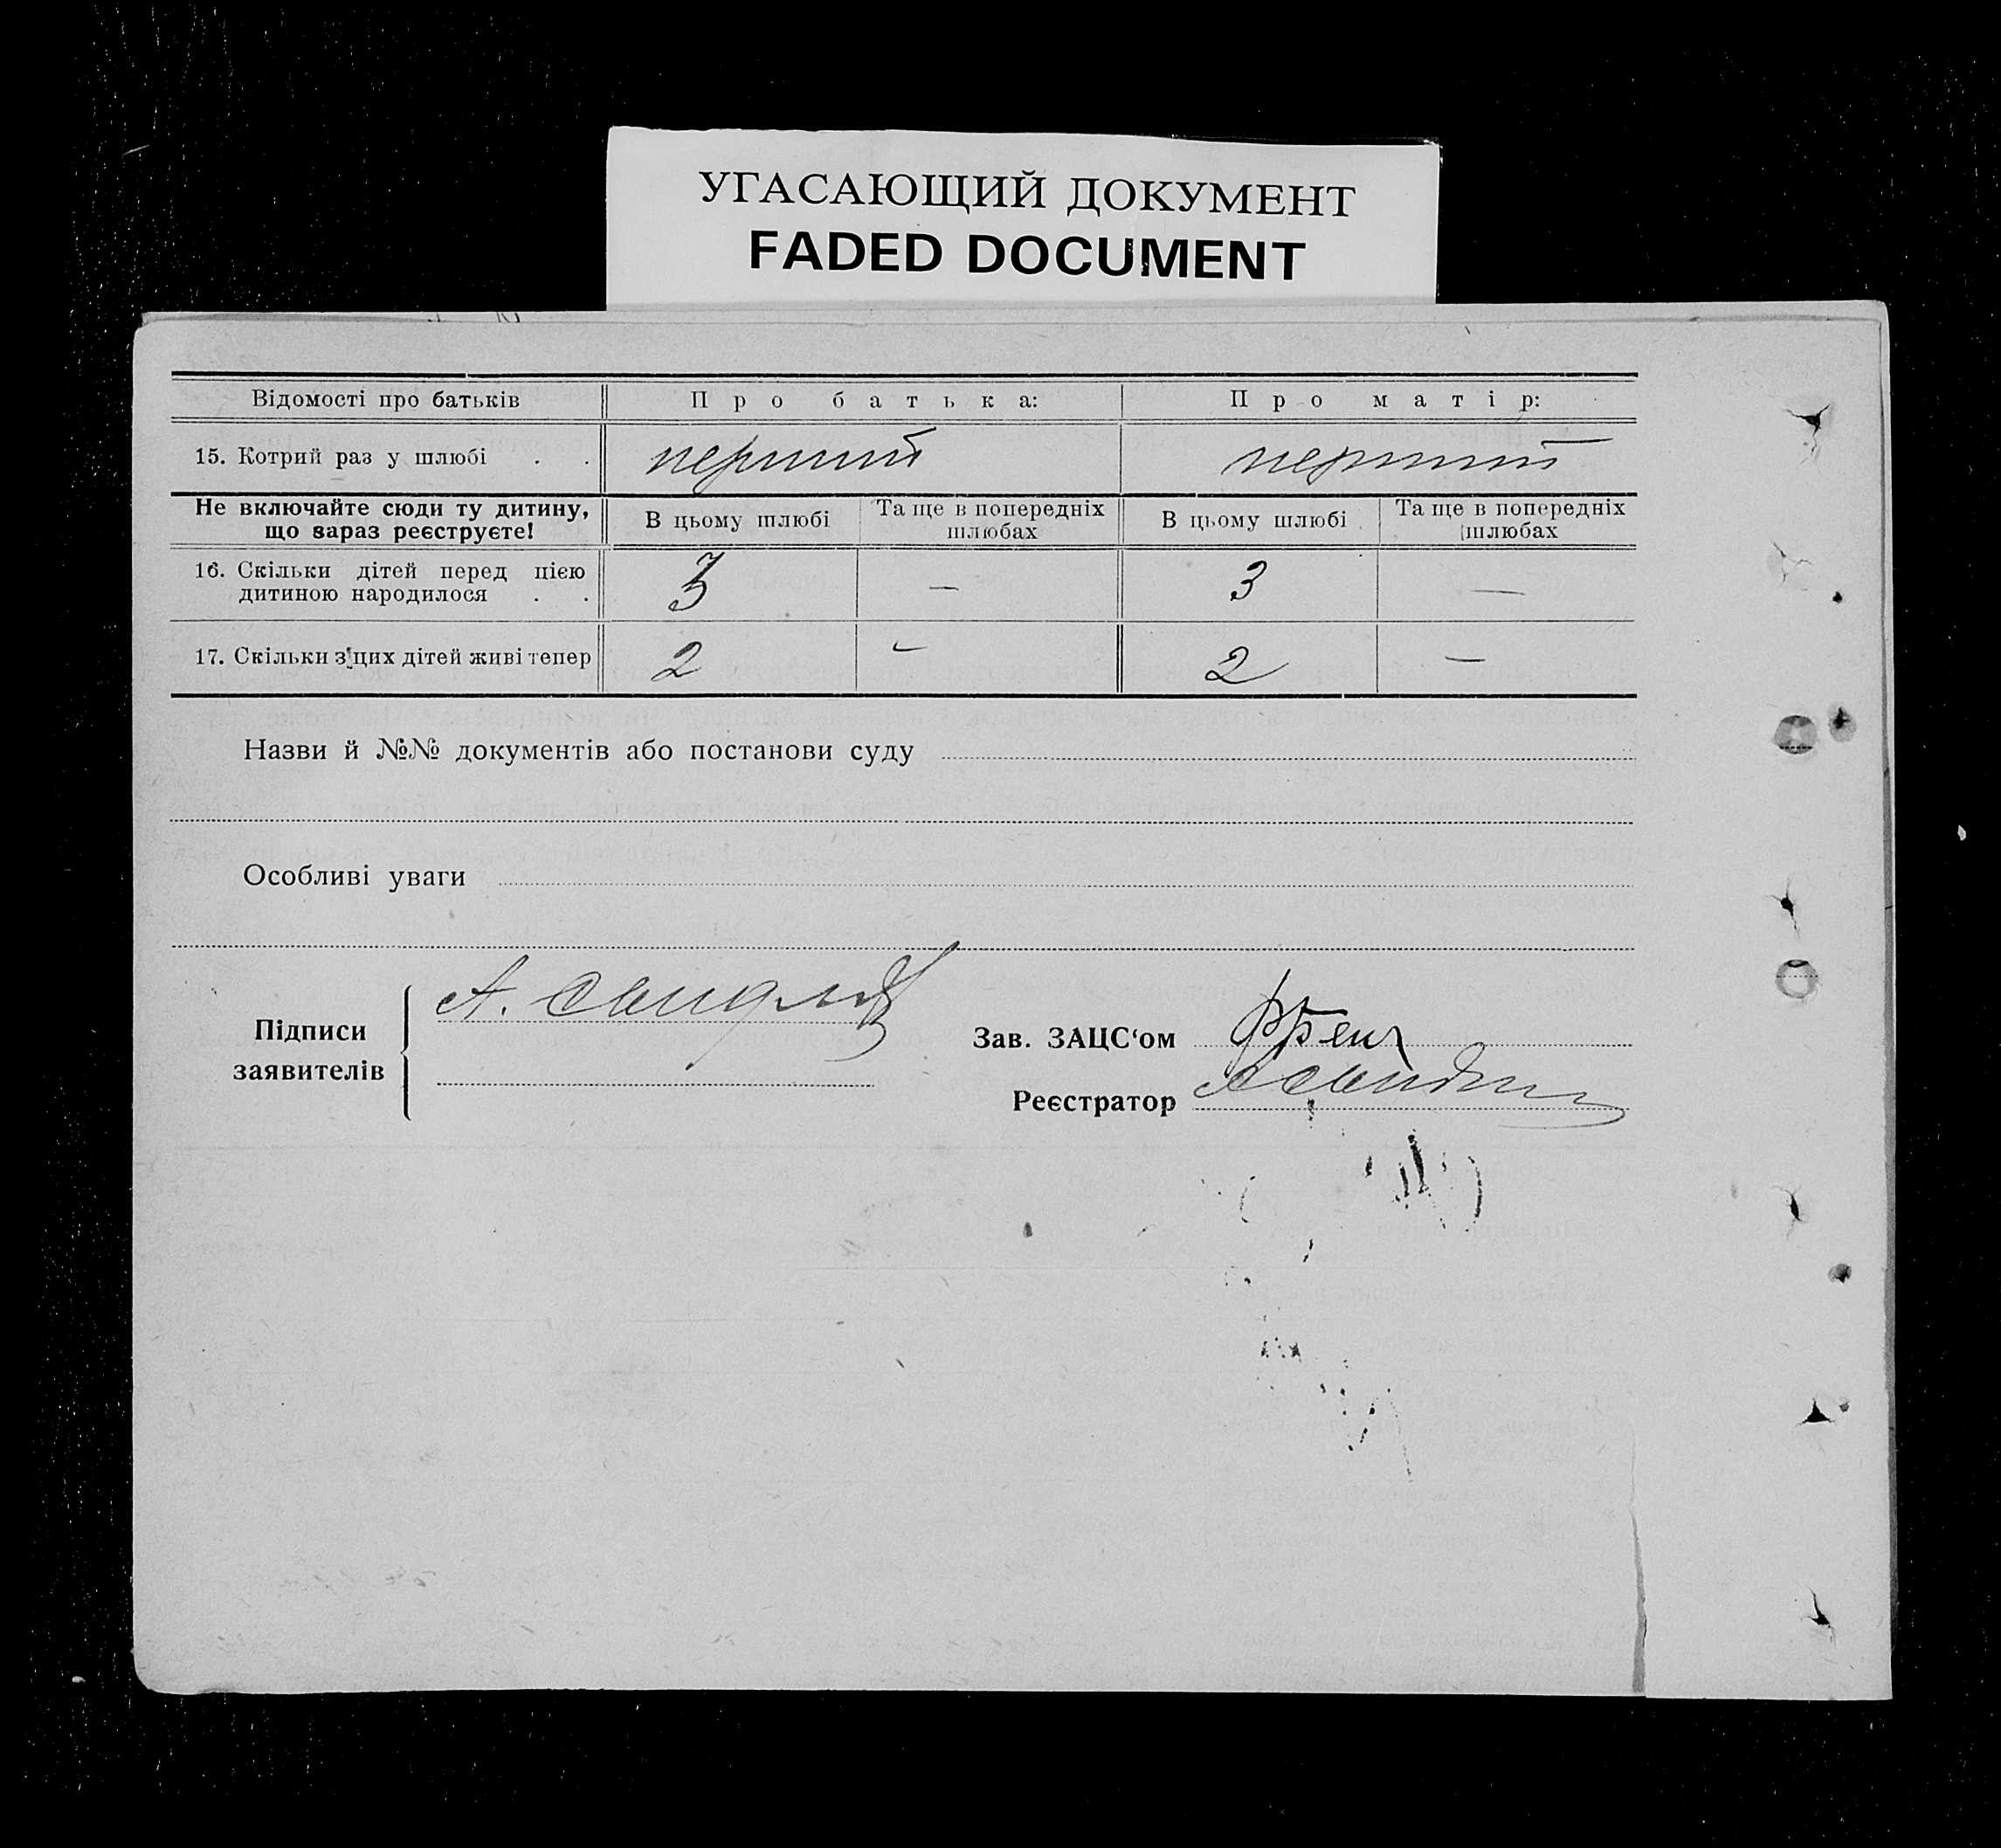 УГАСАЮЩИЙ ДОКУМЕНТ
FADED DOCUMENT
Відомості про батьків Про батька: Про матір:
15. Котрий раз у шлюбі . . перший перший
Не включайте сюди ту дитину, що зараз реєструєте! В цьому шлюбі Та ще в попередніх шлюбах В цьому шлюбі Та ще в попередніх шлюбах
16. Скільки дітей перед цією дитиною народилося . . 3 — 3 —
17. Скільки з цих дітей живі тепер 2 — 2 —
Назви й №№ документів або постанови суду
Особливі уваги
Підписи заявителів А.
Зав. ЗАЦС‘ом
Реєстратор